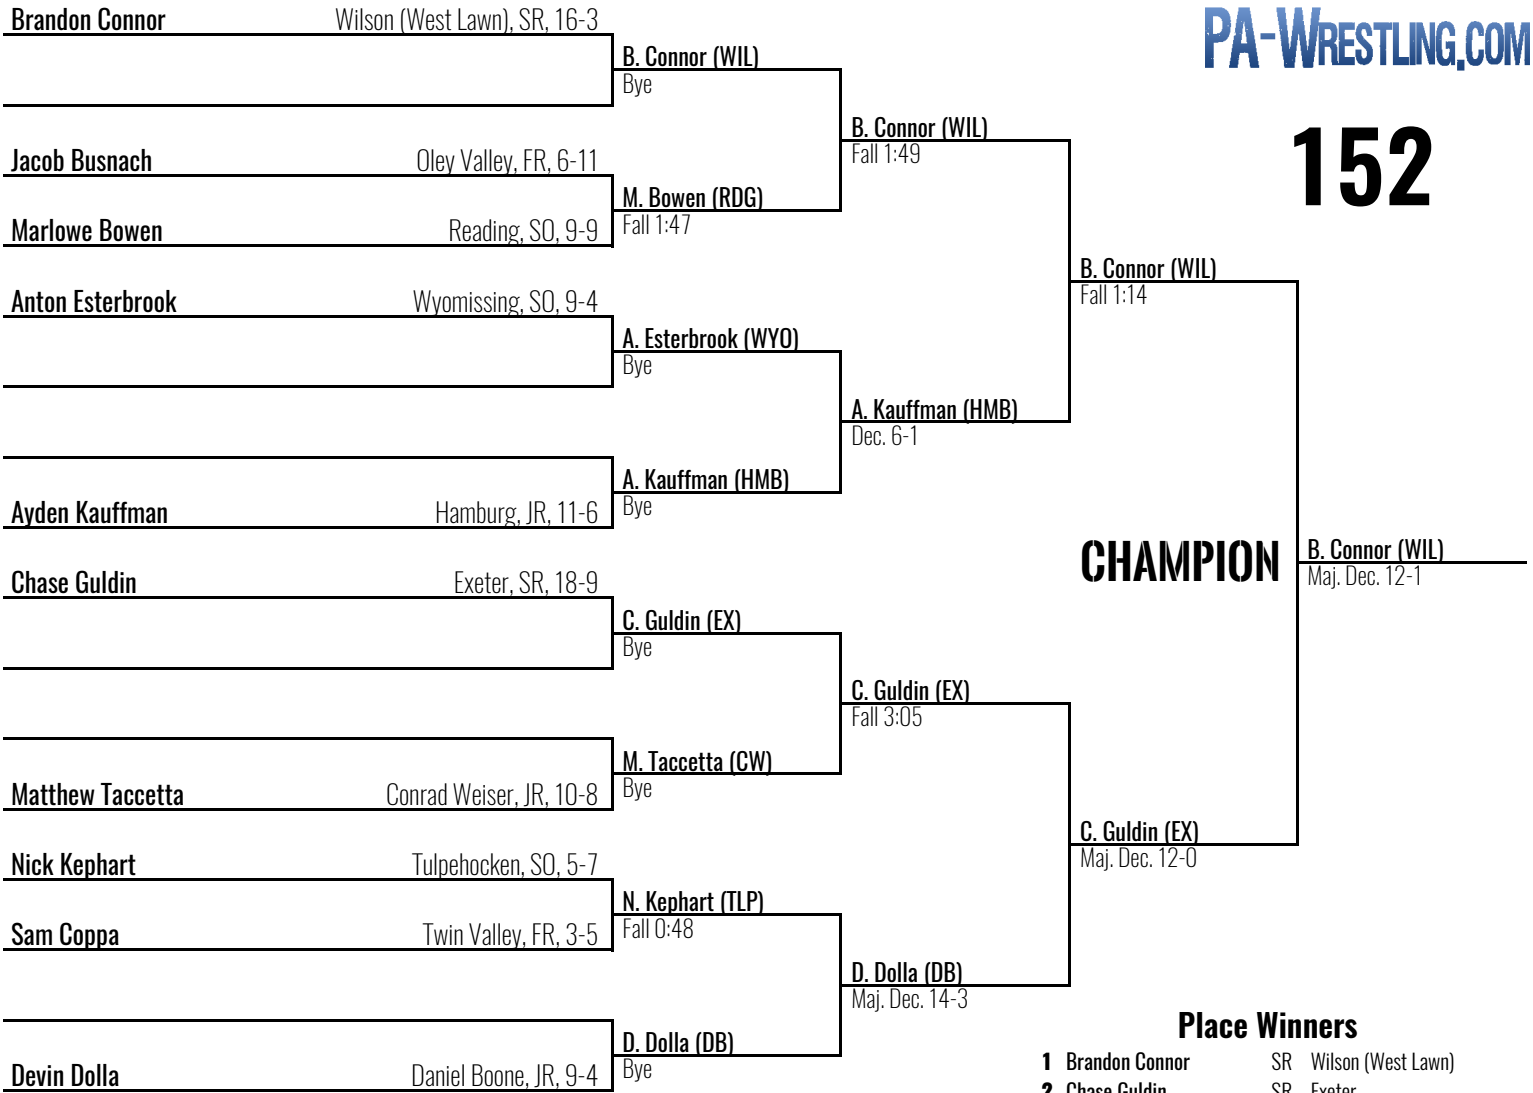 Brandon Connor Wilson (West Lawn), SR, 16-3
PA-WRESTLING.COM
B. Connor (WIL)
Bye
152
B. Connor (WIL)
Fall 1:49
Jacob Busnach Oley Valley, FR, 6-11
M. Bowen (RDG)
Fall 1:47
Marlowe Bowen Reading, SO, 9-9
B. Connor (WIL)
Fall 1:14
Anton Esterbrook Wyomissing, SO, 9-4
A. Esterbrook (WYO)
Bye
A. Kauffman (HMB)
Dec. 6-1
A. Kauffman (HMB)
Bye
Ayden Kauffman Hamburg, JR, 11-6
CHAMPION
B. Connor (WIL)
Maj. Dec. 12-1
Chase Guldin Exeter, SR, 18-9
C. Guldin (EX)
Bye
C. Guldin (EX)
Fall 3:05
M. Taccetta (CW)
Bye
Matthew Taccetta Conrad Weiser, JR, 10-8
C. Guldin (EX)
Maj. Dec. 12-0
Nick Kephart Tulpehocken, SO, 5-7
N. Kephart (TLP)
Fall 0:48
Sam Coppa Twin Valley, FR, 3-5
D. Dolla (DB)
Maj. Dec. 14-3
D. Dolla (DB)
Bye
Devin Dolla Daniel Boone, JR, 9-4
Place Winners
1 Brandon Connor SR Wilson (West Lawn)
2 Chase Guldin SR Exeter